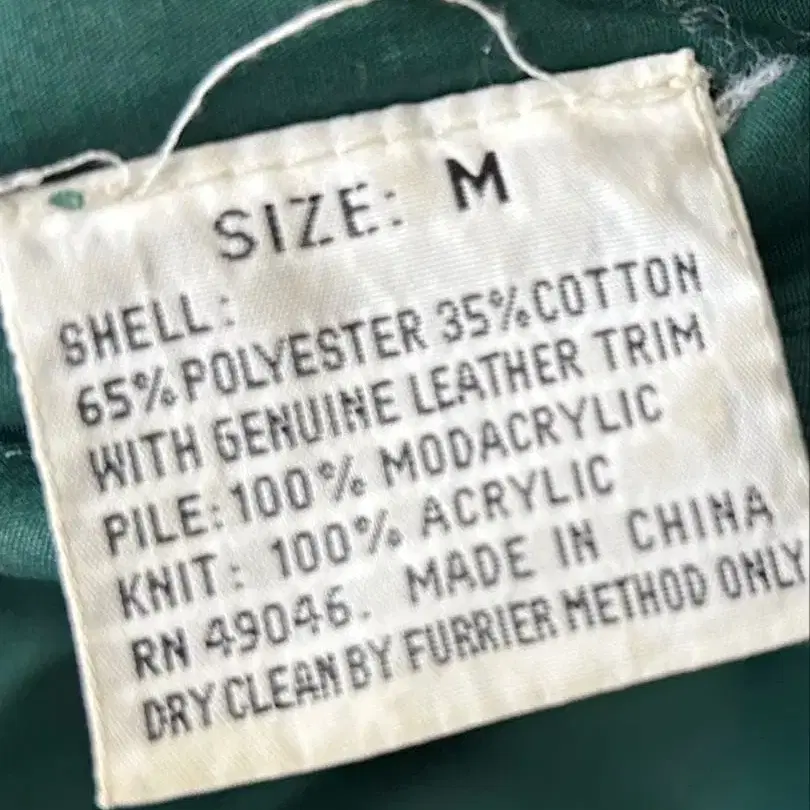 SIZE: M
SHELL:
65% POLYESTER 35% COTTON
WITH GENUINE LEATHER TRIM
PILE: 100% MODACRYLIC
KNIT: 100% ACRYLIC
RN 49046. MADE IN CHINA
DRY CLEAN BY FURRIER METHOD ONLY